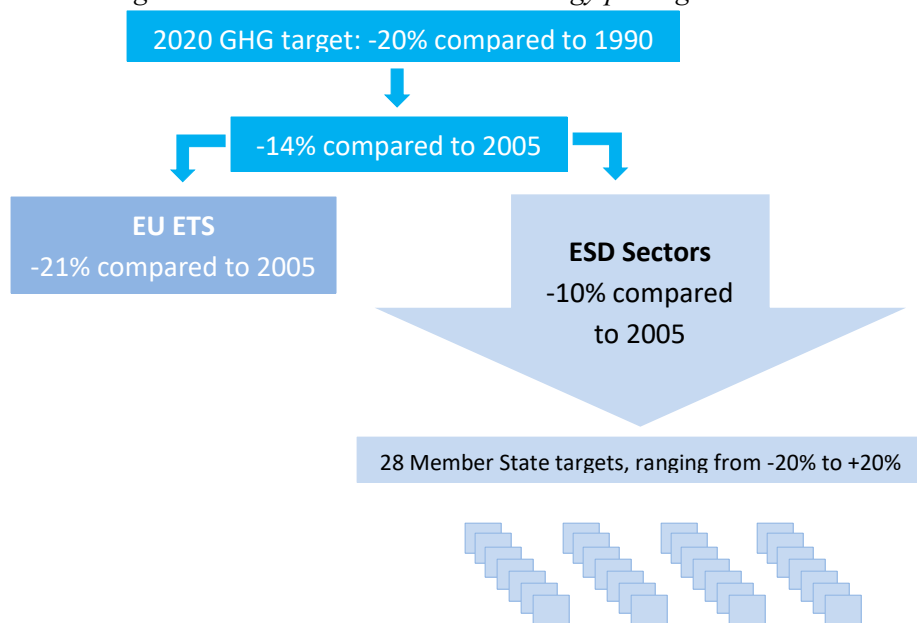 2020 GHG target: -20% compared to 1990
-14% compared to 2005
EU ETS
-21% compared to 2005
ESD Sectors
-10% compared
to 2005
28 Member State targets, ranging from -20% to +20%